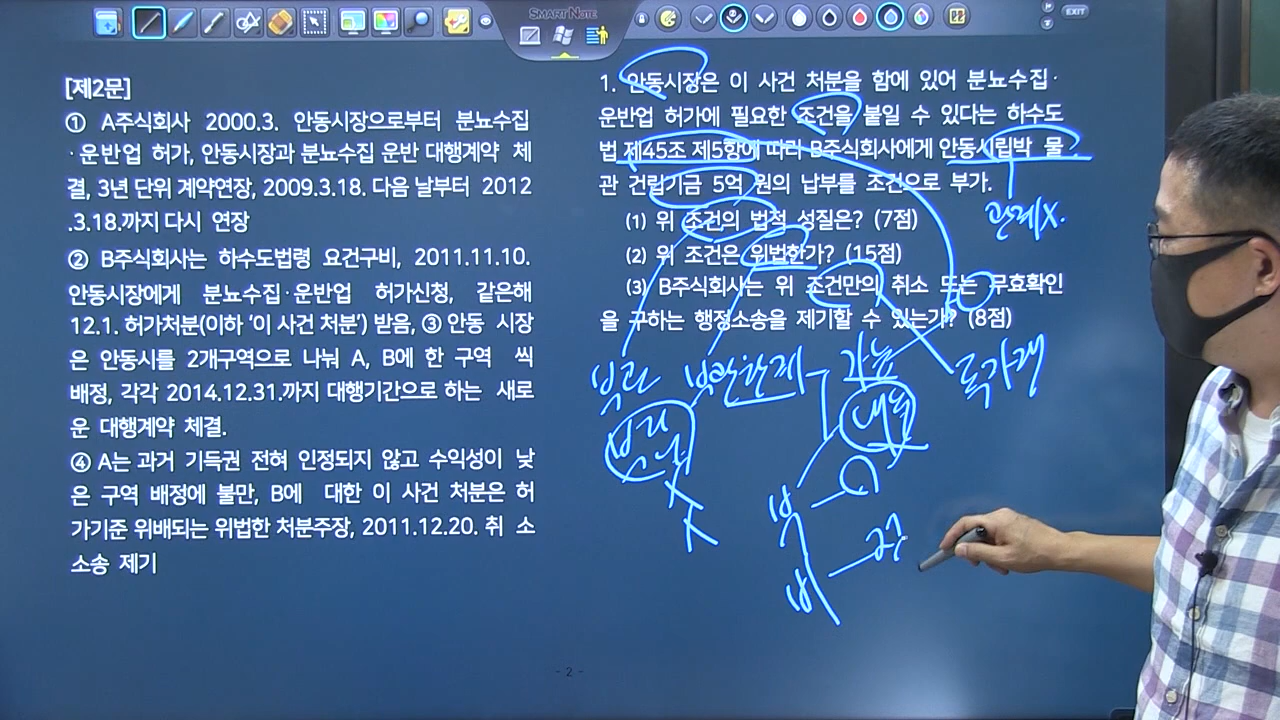 SMARTNOTE
EXIT
[제2문]
① A주식회사 2000.3. 안동시장으로부터 분뇨수집
·운반업 허가, 안동시장과 분뇨수집 운반 대행계약 체
결, 3년 단위 계약연장, 2009.3.18. 다음 날부터 2012
.3.18.까지 다시 연장
② B주식회사는 하수도법령 요건구비, 2011.11.10.
안동시장에게 분뇨수집·운반업 허가신청, 같은해
12.1. 허가처분(이하 '이 사건 처분') 받음, ③ 안동 시장
은 안동시를 2개구역으로 나눠 A, B에 한 구역 씩
배정, 각각 2014.12.31.까지 대행기간으로 하는 새로
운 대행계약 체결.
④ A는 과거 기득권 전혀 인정되지 않고 수익성이 낮
은 구역 배정에 불만, B에 대한 이 사건 처분은 허
가기준 위배되는 위법한 처분주장, 2011.12.20. 취 소
소송 제기
1. 안동시장은 이 사건 처분을 함에 있어 분뇨수집·
운반업 허가에 필요한 조건을 붙일 수 있다는 하수도
법 제45조 제5항에 따라 B주식회사에게 안동시립박 물
관 건립기금 5억 원의 납부를 조건으로 부가.
(1) 위 조건의 법적 성질은? (7점)
(2) 위 조건은 위법한가? (15점)
(3) B주식회사는 위 조건만의 취소 또는 무효확인
을 구하는 행정소송을 제기할 수 있는가? (8점)
관계X.
부관 부관한계 가능 독가쟁
내용
부
비
- 2 -